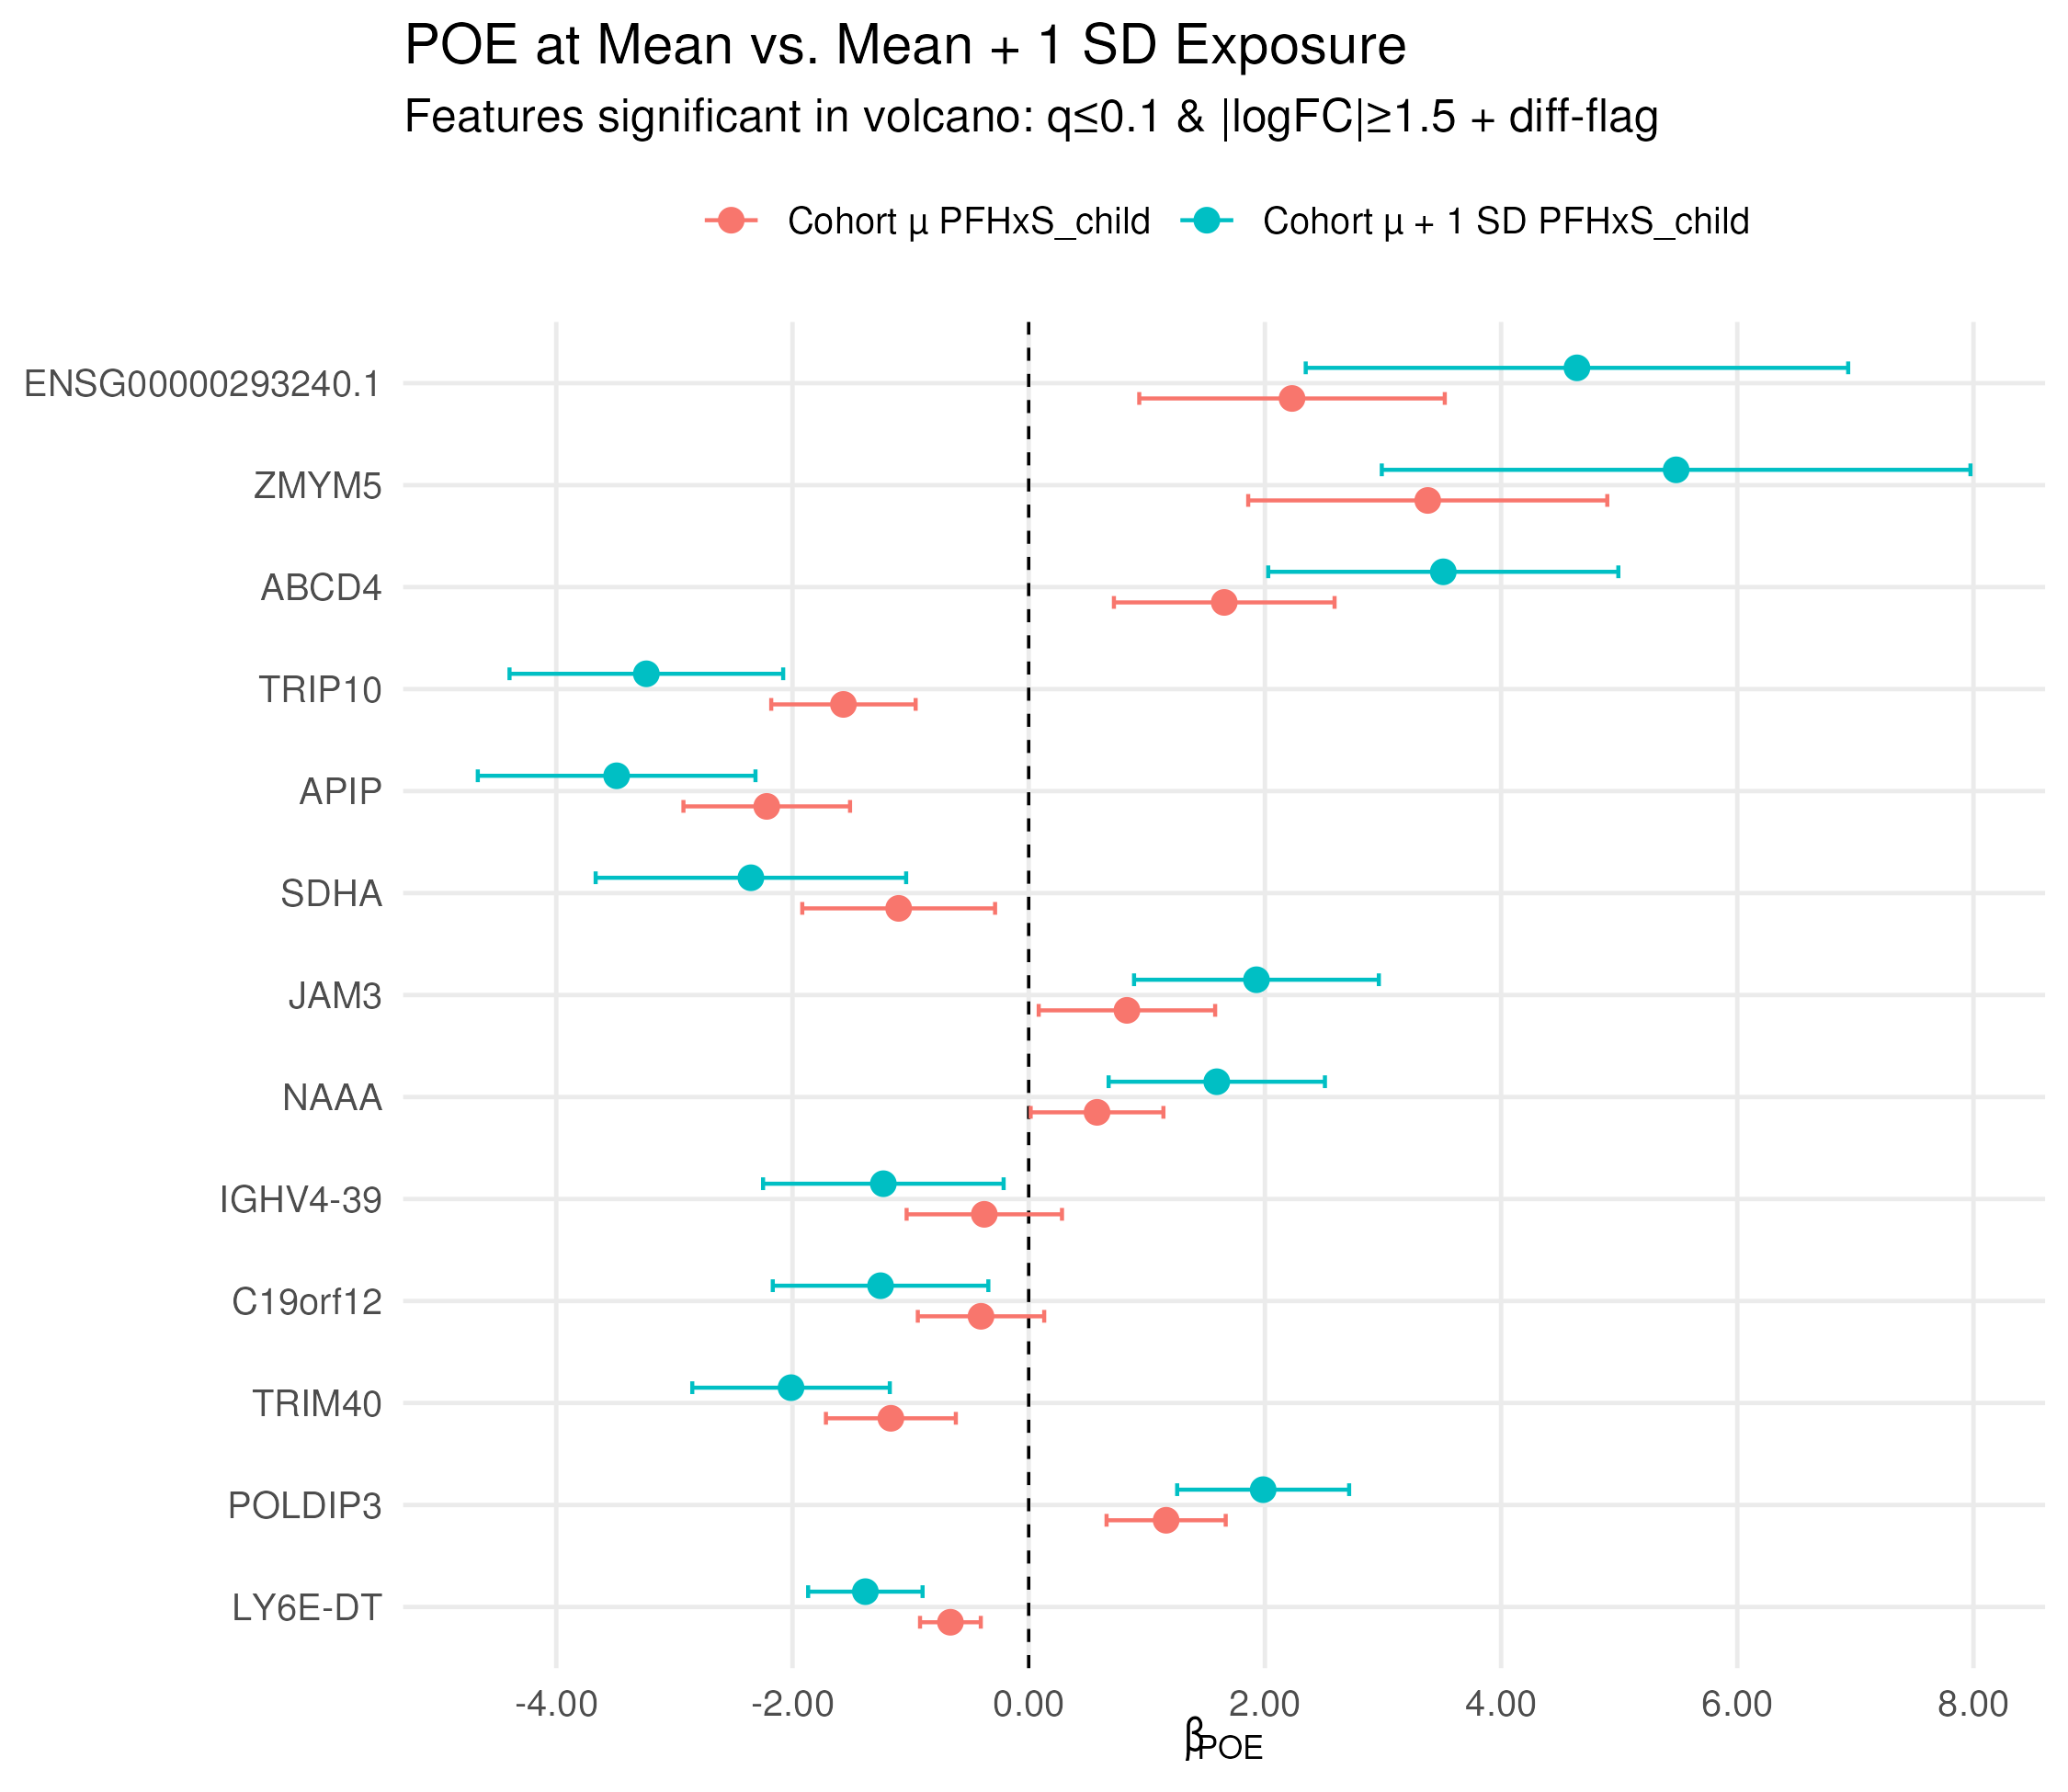 POE at Mean vs. Mean + 1 SD Exposure
Features significant in volcano: q≤0.1 & |logFC|≥1.5 + diff-flag
Cohort μ PFHxS_child Cohort μ + 1 SD PFHxS_child
ENSG00000293240.1
ZMYM5
ABCD4
TRIP10
APIP
SDHA
JAM3
NAAA
IGHV4-39
C19orf12
TRIM40
POLDIP3
LY6E-DT
-4.00 -2.00 0.00 2.00 4.00 6.00 8.00
βPOE